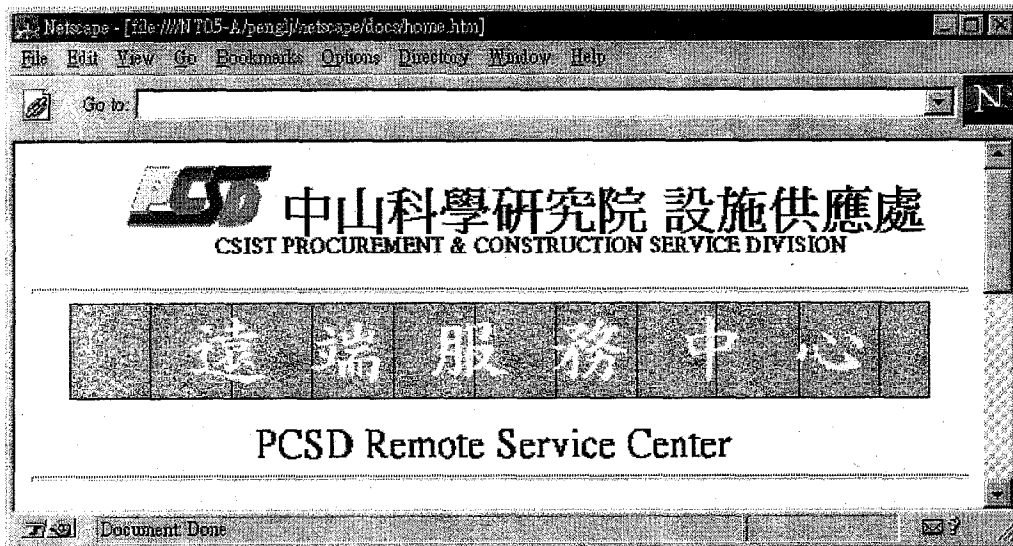 Netscape - [file:////NT05-A/penglj/netscape/docs/home.htm]
File Edit View Go Bookmarks Options Directory Window Help
Go to:
N
PCSD 中山科學研究院 設施供應處
CSIST PROCUREMENT & CONSTRUCTION SERVICE DIVISION
遠端服務中心
PCSD Remote Service Center
Document: Done